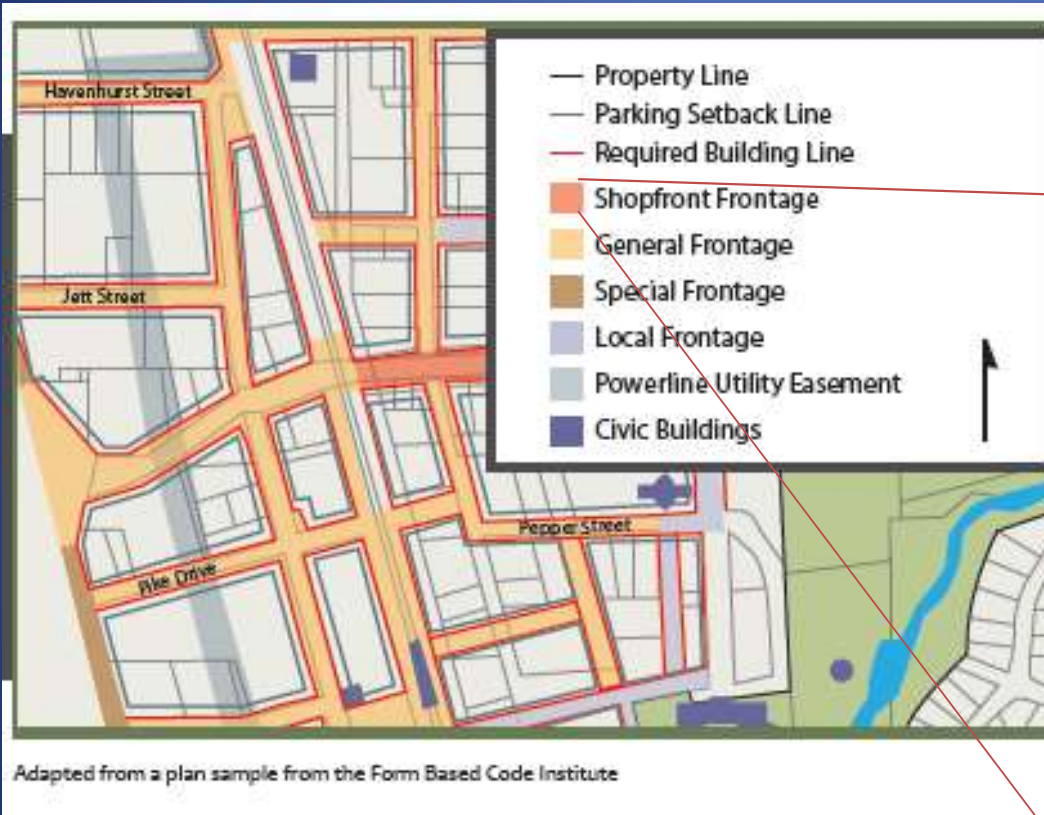 Havenhurst Street
Jett Street
Pepper Street
Pike Drive
Property Line
Parking Setback Line
Required Building Line
Shopfront Frontage
General Frontage
Special Frontage
Local Frontage
Powerline Utility Easement
Civic Buildings
Adapted from a plan sample from the Form Based Code Institute